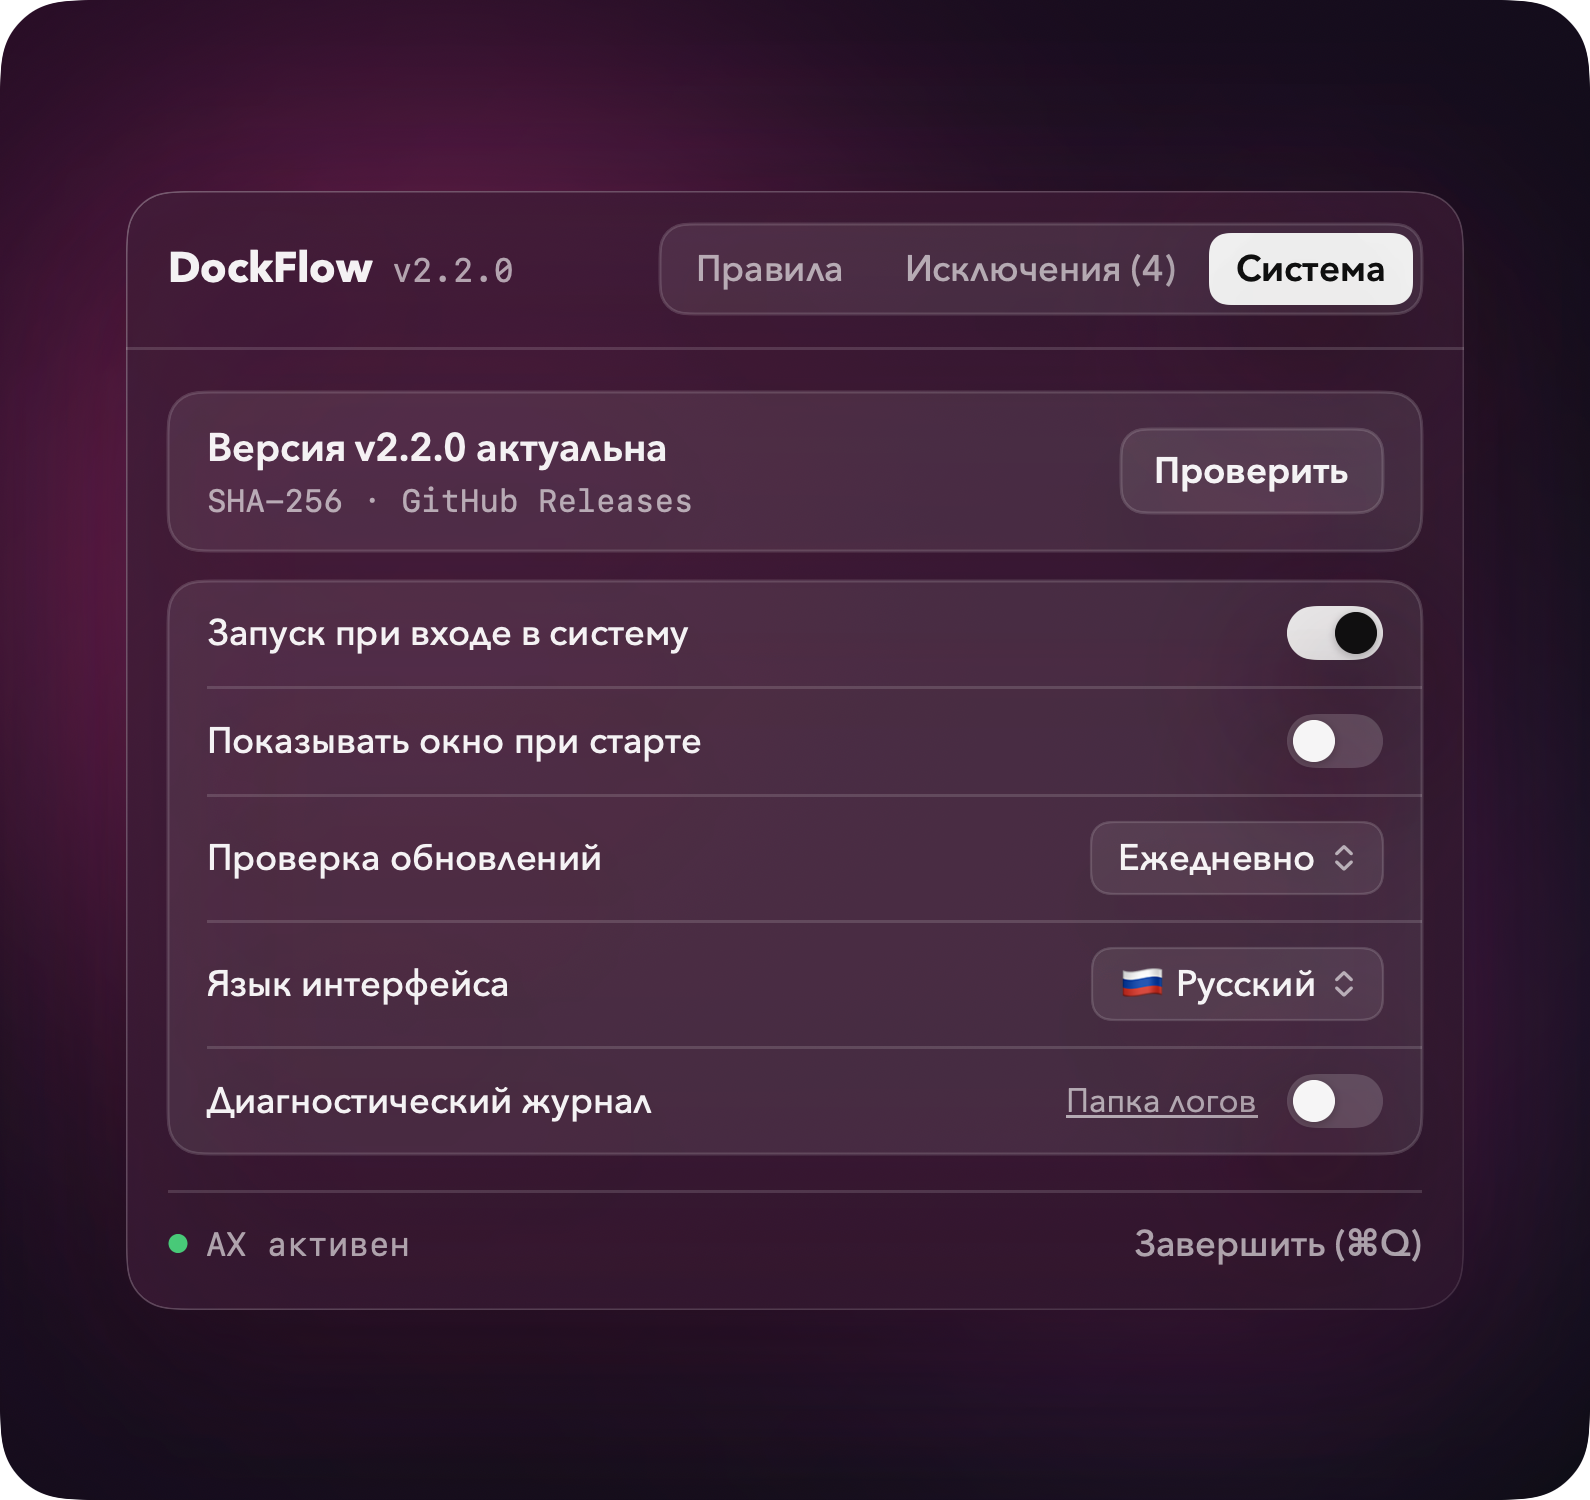 DockFlow v2.2.0
Правила Исключения (4) Система
Версия v2.2.0 актуальна
Проверить
SHA-256 · GitHub Releases
Запуск при входе в систему
Показывать окно при старте
Проверка обновлений Ежедневно
Язык интерфейса Русский
Диагностический журнал Папка логов
AX активен Завершить (⌘Q)